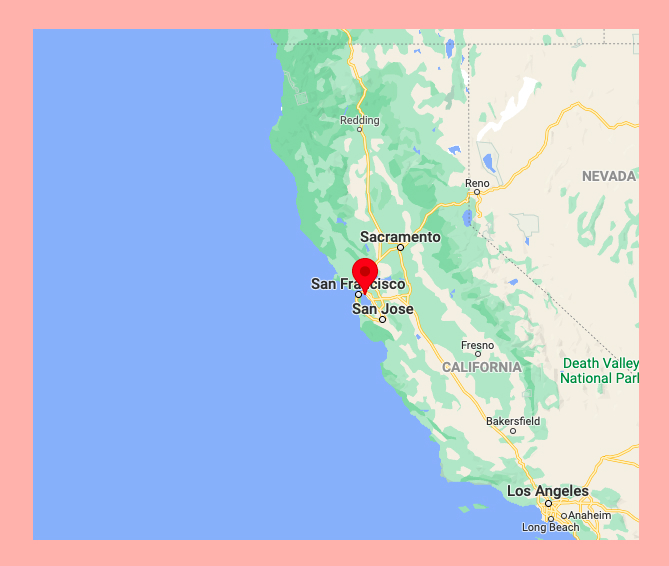 Redding
NEVADA
Reno
Sacramento
San Francisco
San Jose
Fresno
CALIFORNIA
Death Valley
National Park
Bakersfield
Los Angeles
Anaheim
Long Beach